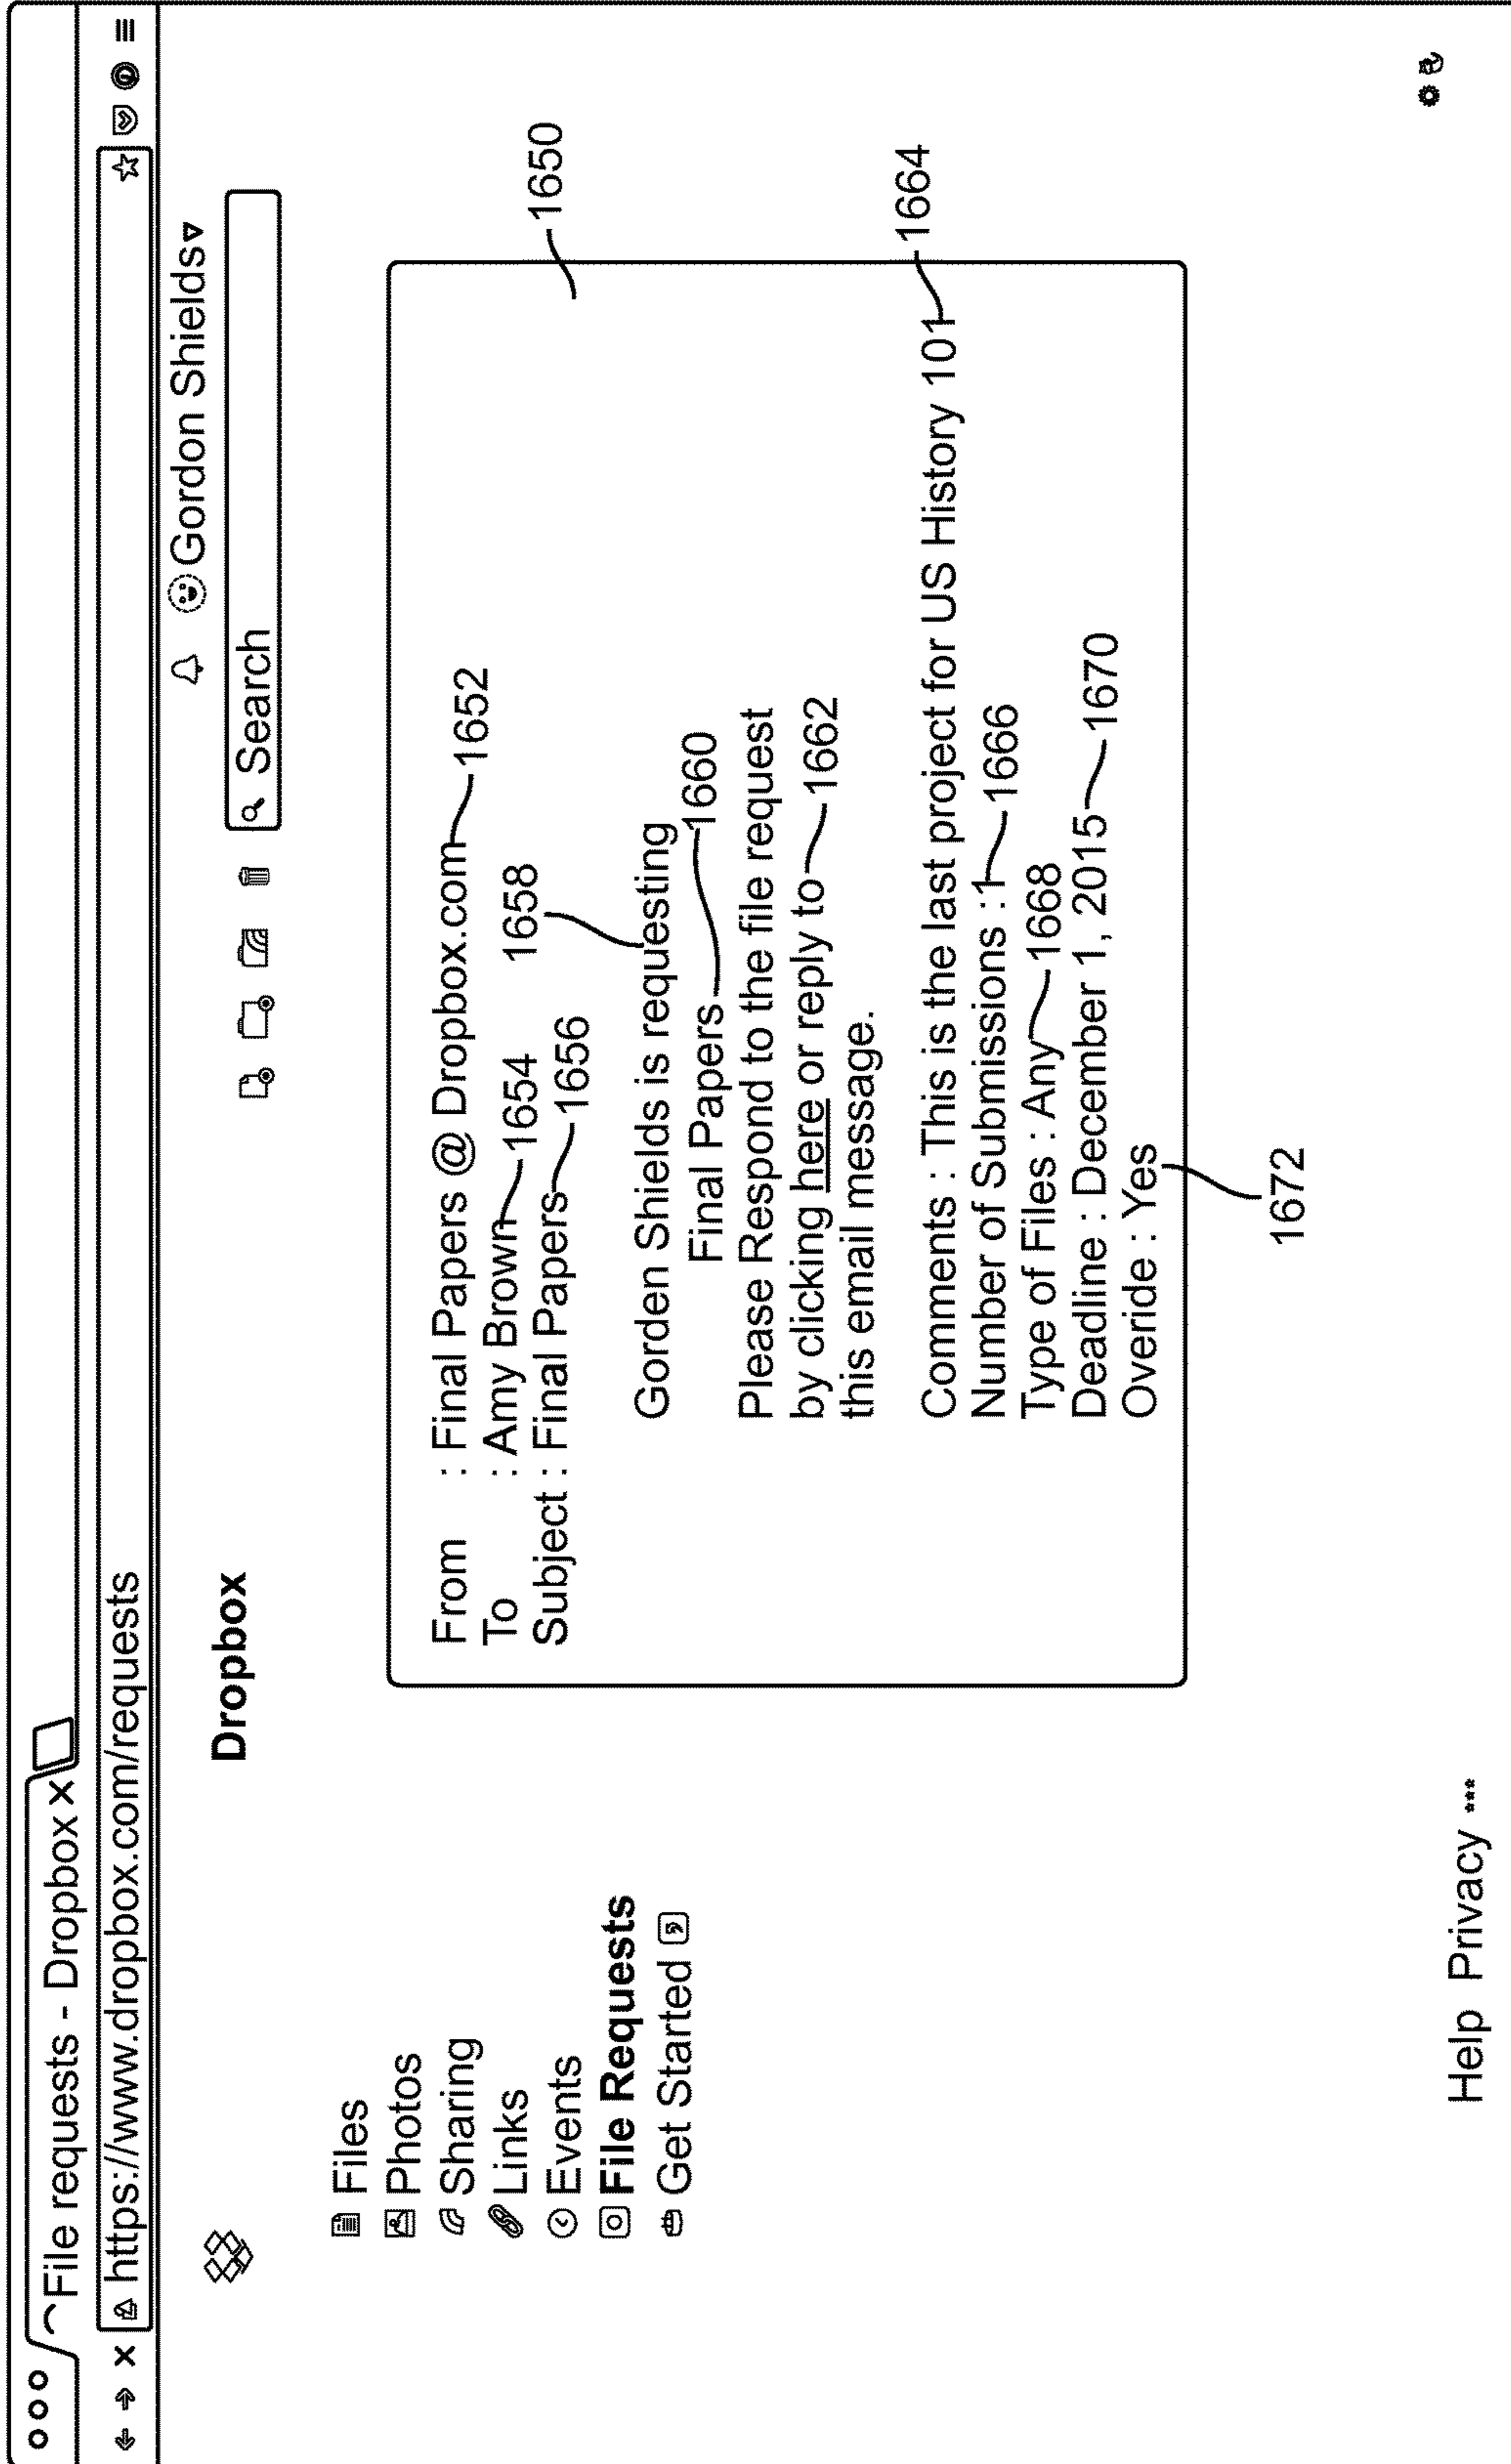 File requests - Dropbox
https://www.dropbox.com/requests
Dropbox
Gordon Shields
Search
Files
Photos
Sharing
Links
Events
File Requests
Get Started
From : Final Papers @ Dropbox.com 1652
To : Amy Brown 1654
Subject : Final Papers 1656
1658
1650
Gorden Shields is requesting
Final Papers 1660
Please Respond to the file request
by clicking here or reply to 1662
this email message.
Comments : This is the last project for US History 101 1664
Number of Submissions :1 1666
Type of Files : Any 1668
Deadline : December 1, 2015 1670
Overide : Yes
1672
Help Privacy